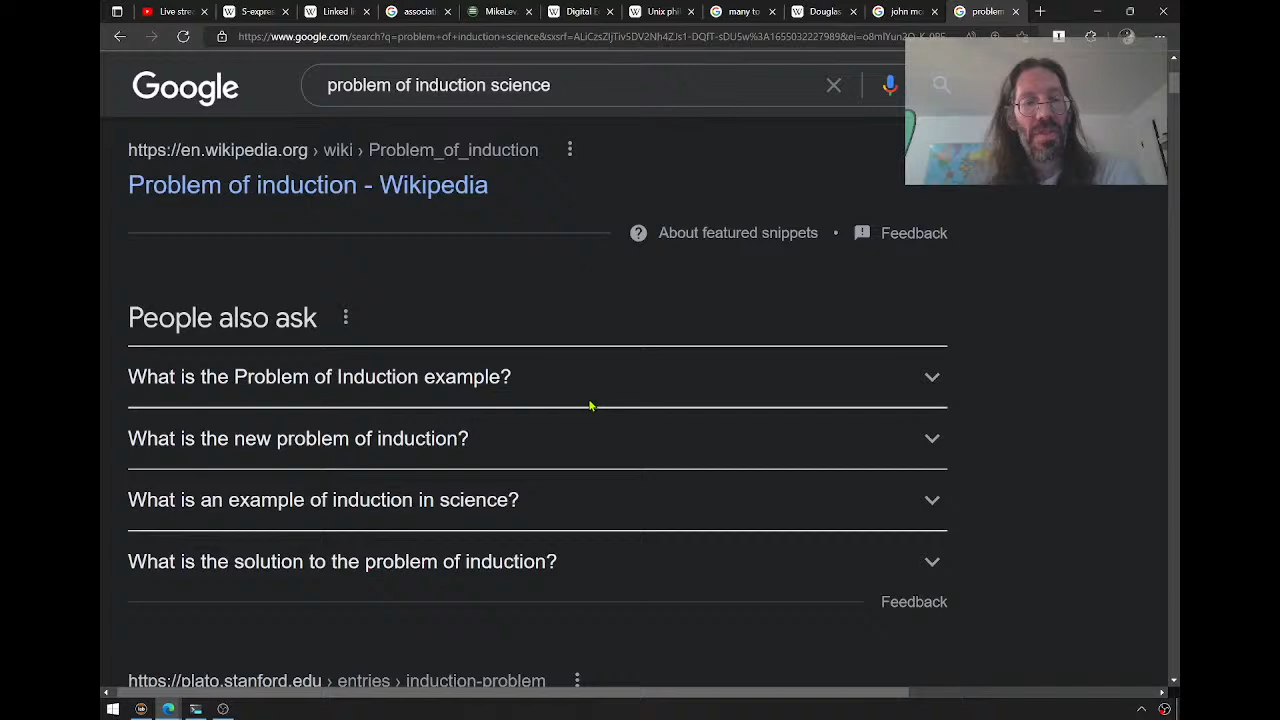 Live stre
S-expres
Linked li
associati
MikeLev
Digital E
Unix phi
many to
Douglas
john mc
problem
https://www.google.com/search?q=problem+of+induction+science&sxsrf=
Google
problem of induction science
https://en.wikipedia.org › wiki › Problem_of_induction
Problem of induction - Wikipedia
About featured snippets • Feedback
People also ask
What is the Problem of Induction example?
What is the new problem of induction?
What is an example of induction in science?
What is the solution to the problem of induction?
Feedback
https://plato.stanford.edu › entries › induction-problem